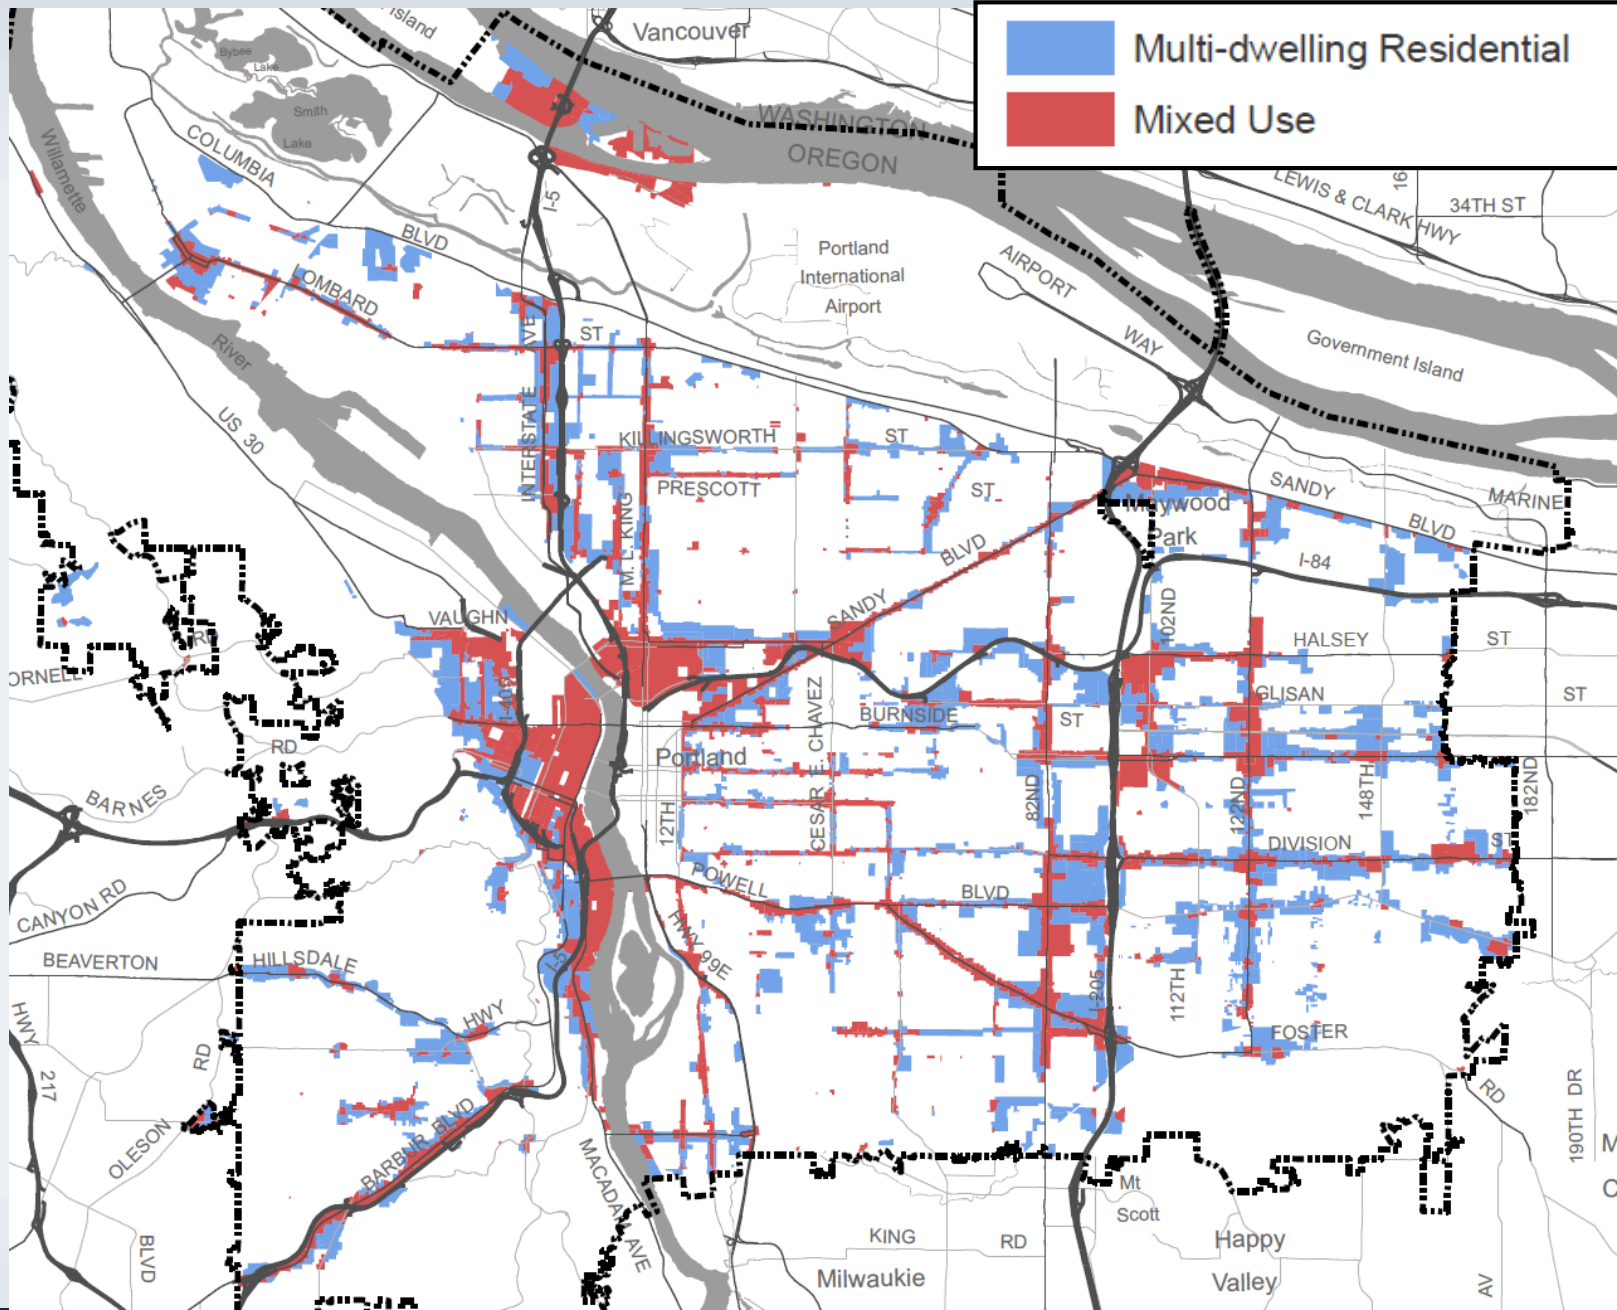 island
Vancouver
Multi-dwelling Residential
Mixed Use
Bybee
Lake
Smith
Lake
WASHINGTON
OREGON
Willamette
COLUMBIA
BLVD
I-5
LEWIS & CLARK HWY
16
34TH ST
Portland
International
Airport
AIRPORT
WAY
Government Island
LOMBARD
ST
AVE
INTERSTATE
River
US 30
KILLINGSWORTH
ST
PRESCOTT
ST
M. L. KING
SANDY
BLVD
MARINE
Maywood
Park
BLVD
I-84
SANDY
VAUGHN
102ND
HALSEY
ST
RD
ORNELL
I-405
GLISAN
ST
BURNSIDE
ST
CESAR E. CHAVEZ
RD
Portland
BARNES
12TH
82ND
122ND
148TH
182ND
DIVISION
ST
POWELL
BLVD
CANYON RD
HWY 99E
BEAVERTON
HILLSDALE
HWY
I-5
I-205
112TH
HWY
217
RD
FOSTER
RD
OLESON
BARBUR BLVD
MACADAM AVE
190TH DR
M
C
Mt
Scott
KING
RD
Happy
Valley
Milwaukie
BLVD
AV